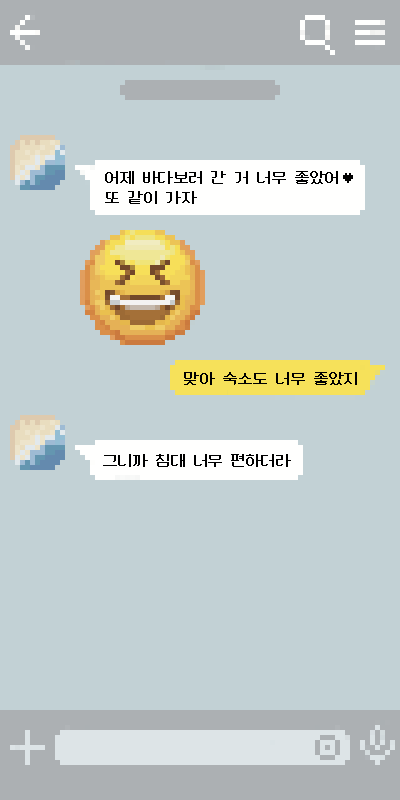 어제 바다보러 간 거 너무 좋았어♥
또 같이 가자
맞아 숙소도 너무 좋았지
그니까 침대 너무 편하더라